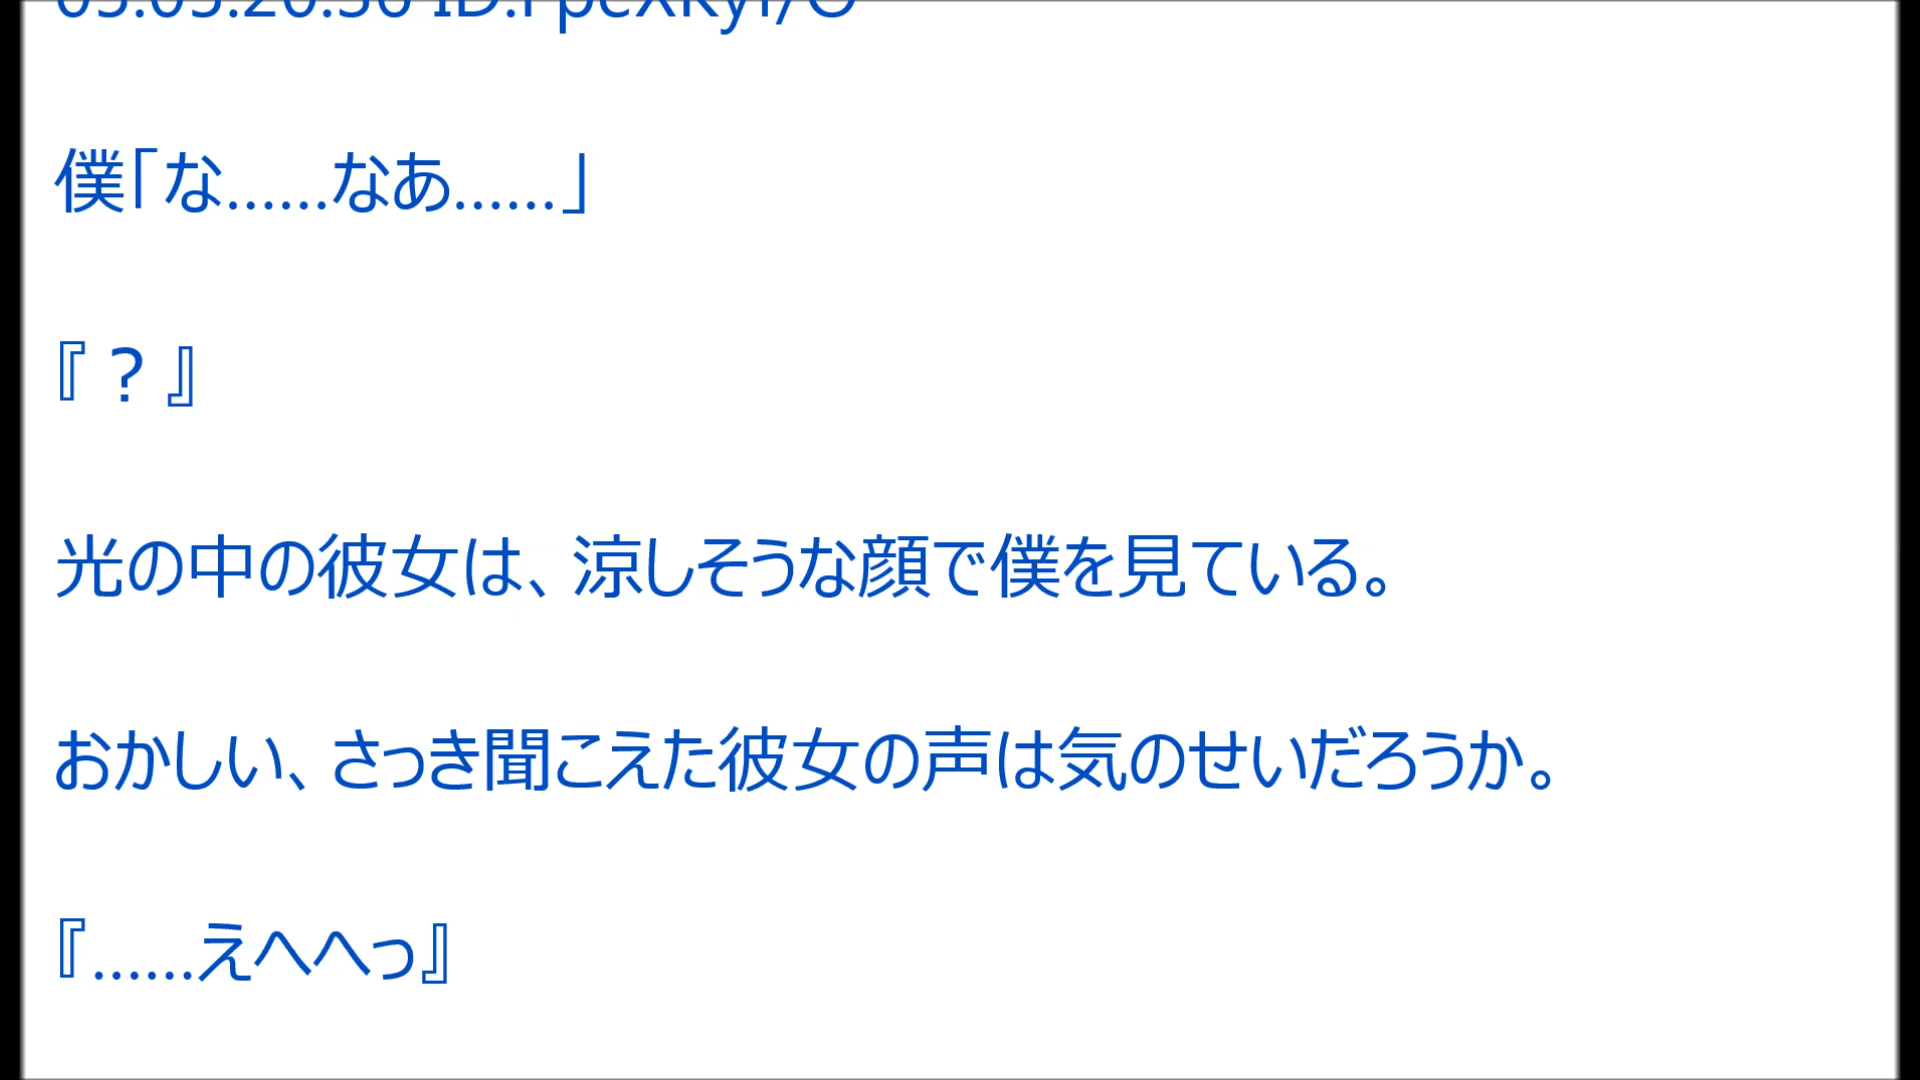 僕「な……なあ……」
『？』
光の中の彼女は、涼しそうな顔で僕を見ている。
おかしい、さっき聞こえた彼女の声は気のせいだろうか。
『……えへへっ』